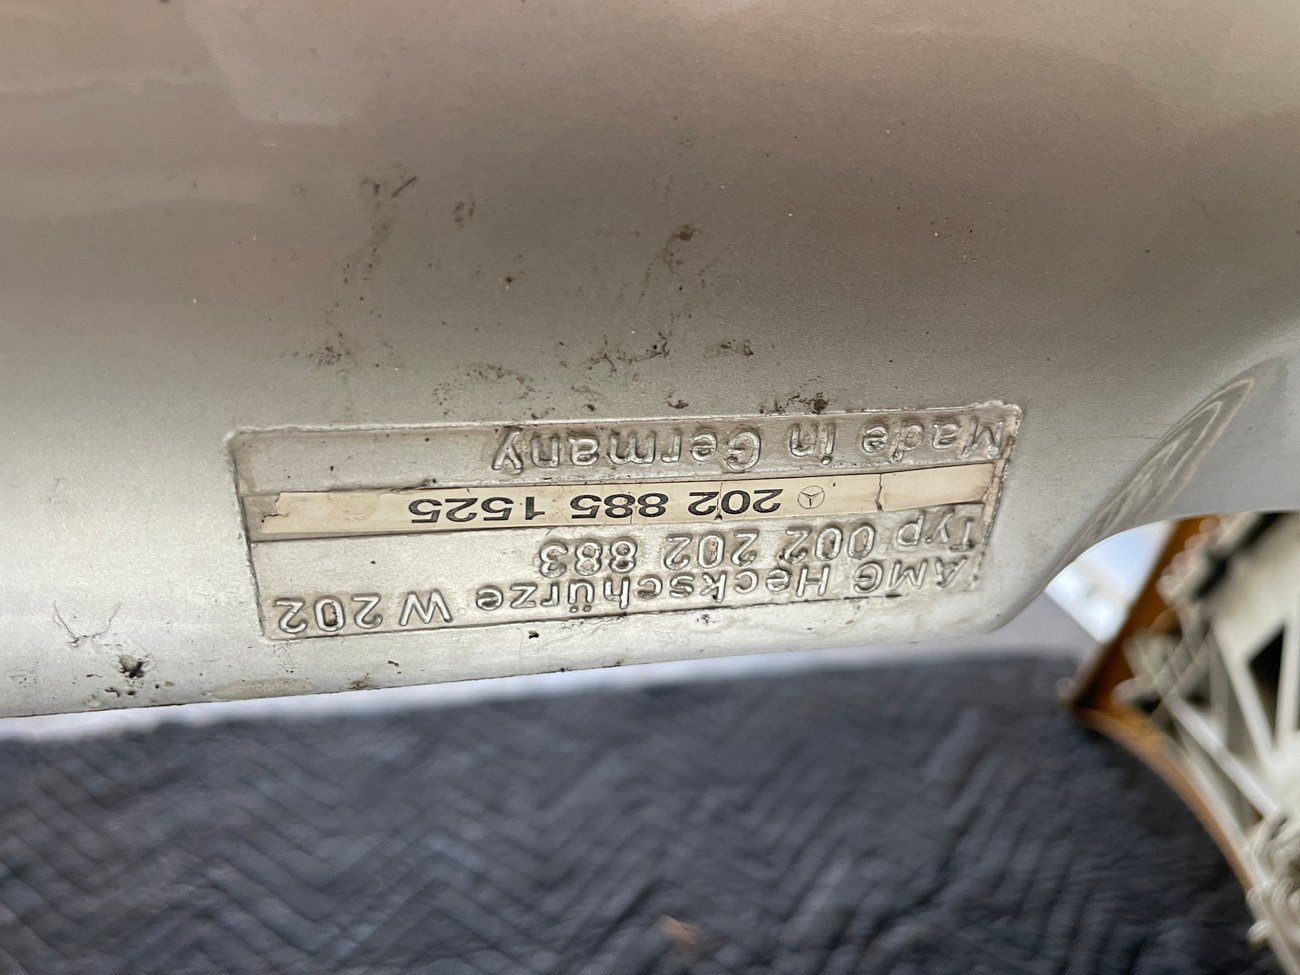 AMG Heckschürze W 202
Typ 002 202 883
202 885 1525
Made in Germany